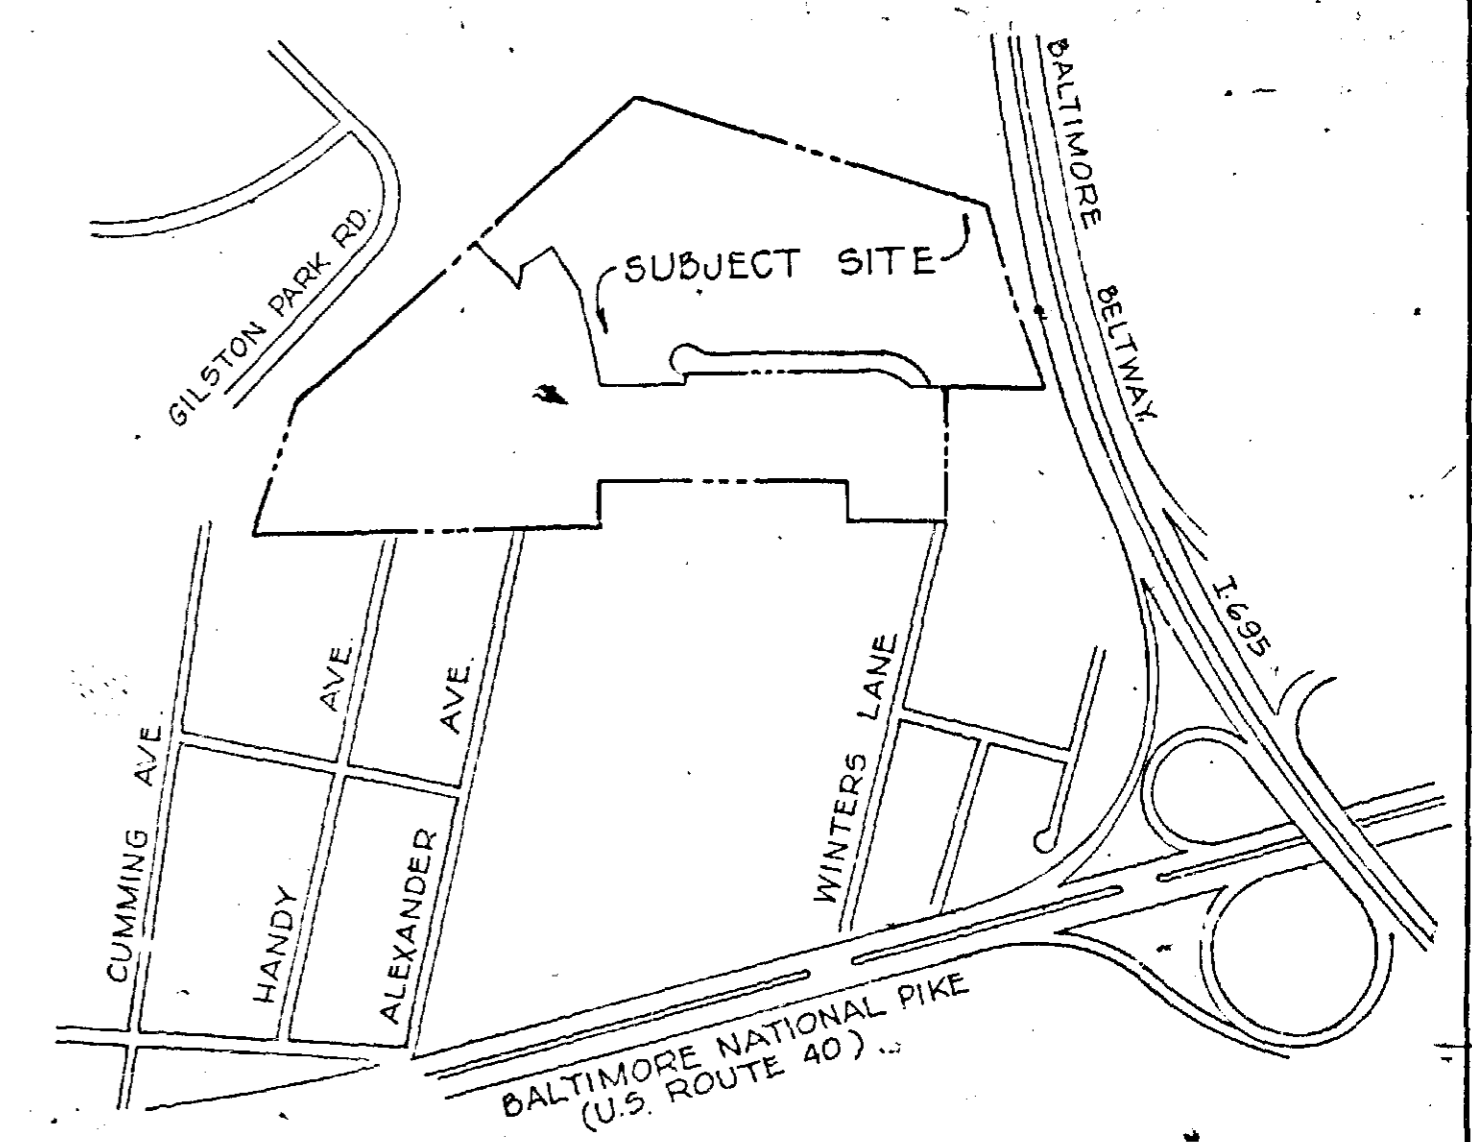 BALTIMORE BELTWAY
I-695
GILSTON PARK RD.
SUBJECT SITE
CUMMING AVE.
HANDY AVE.
ALEXANDER AVE.
WINTERS LANE
BALTIMORE NATIONAL PIKE
(U.S. ROUTE 40)